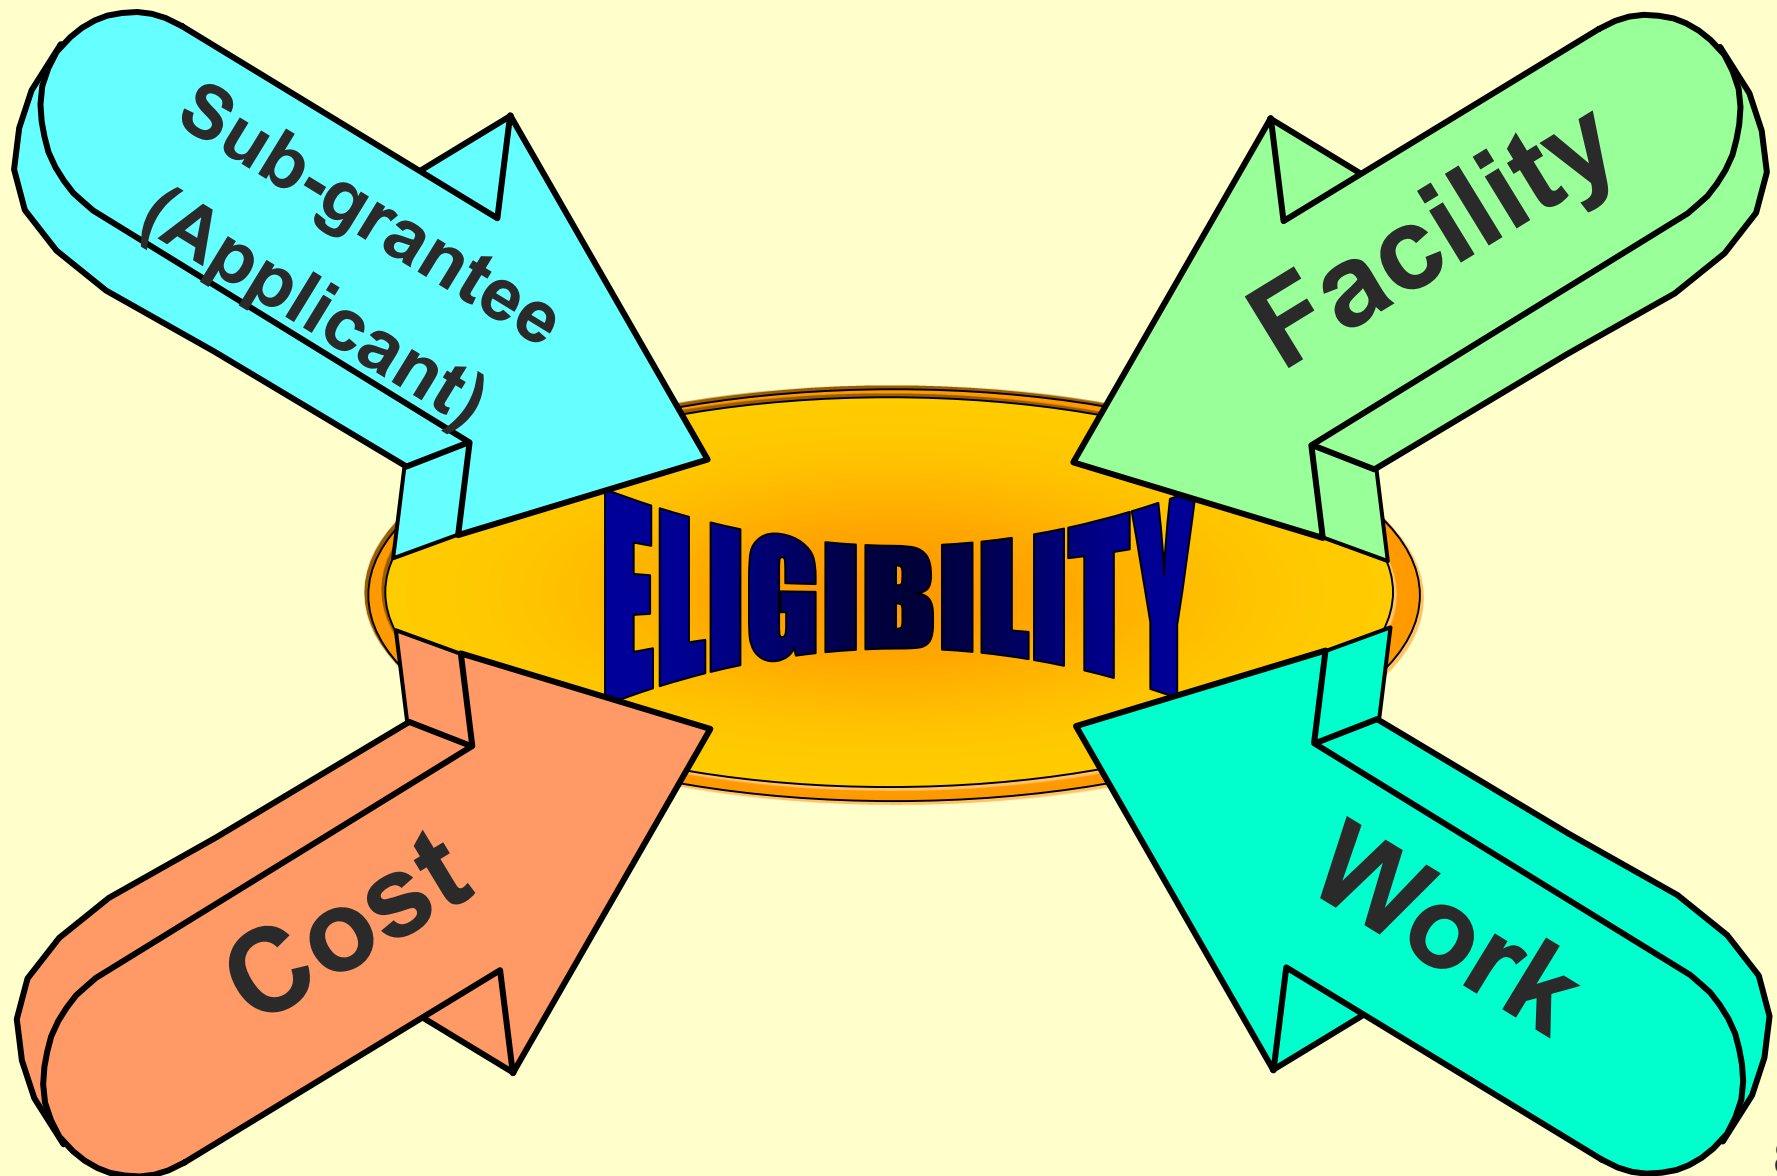 Sub-grantee
(Applicant)
Facility
ELIGIBILITY
Cost
Work